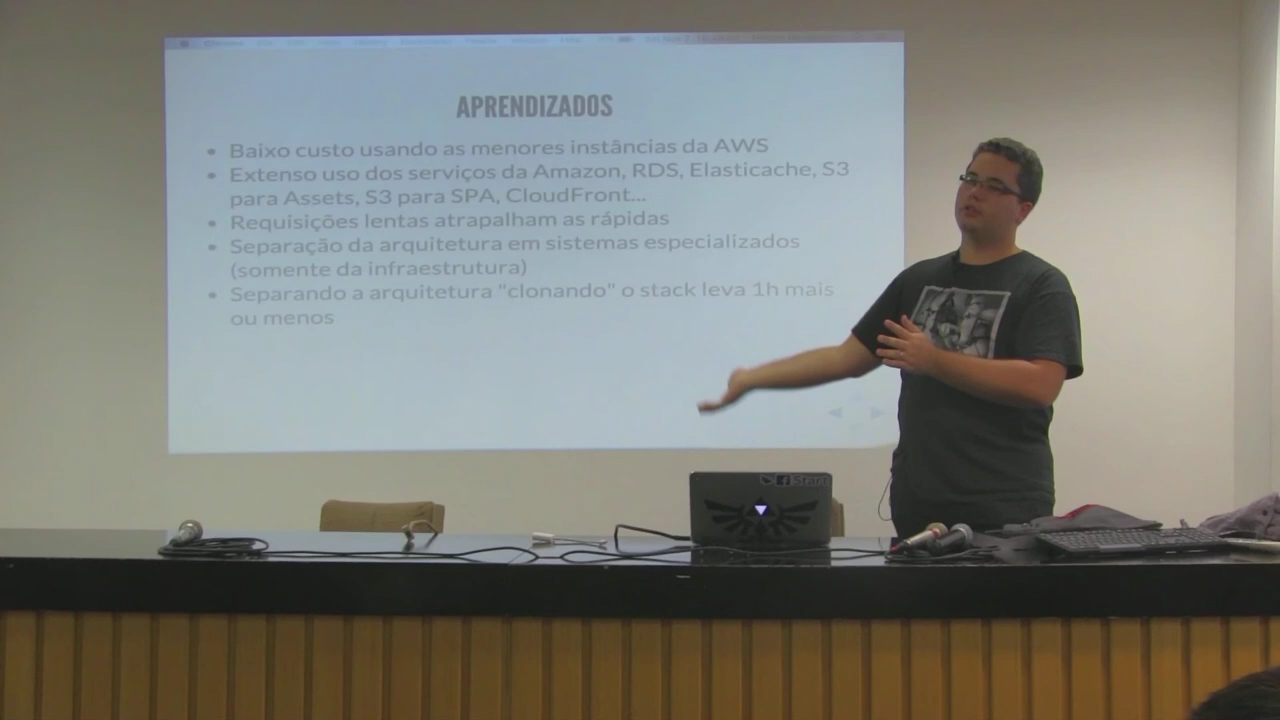 APRENDIZADOS
• Baixo custo usando as menores instâncias da AWS
• Extenso uso dos serviços da Amazon, RDS, Elasticache, S3
para Assets, S3 para SPA, CloudFront...
• Requisições lentas atrapalham as rápidas
• Separação da arquitetura em sistemas especializados
(somente da infraestrutura)
• Separando a arquitetura "clonando" o stack leva 1h mais
ou menos